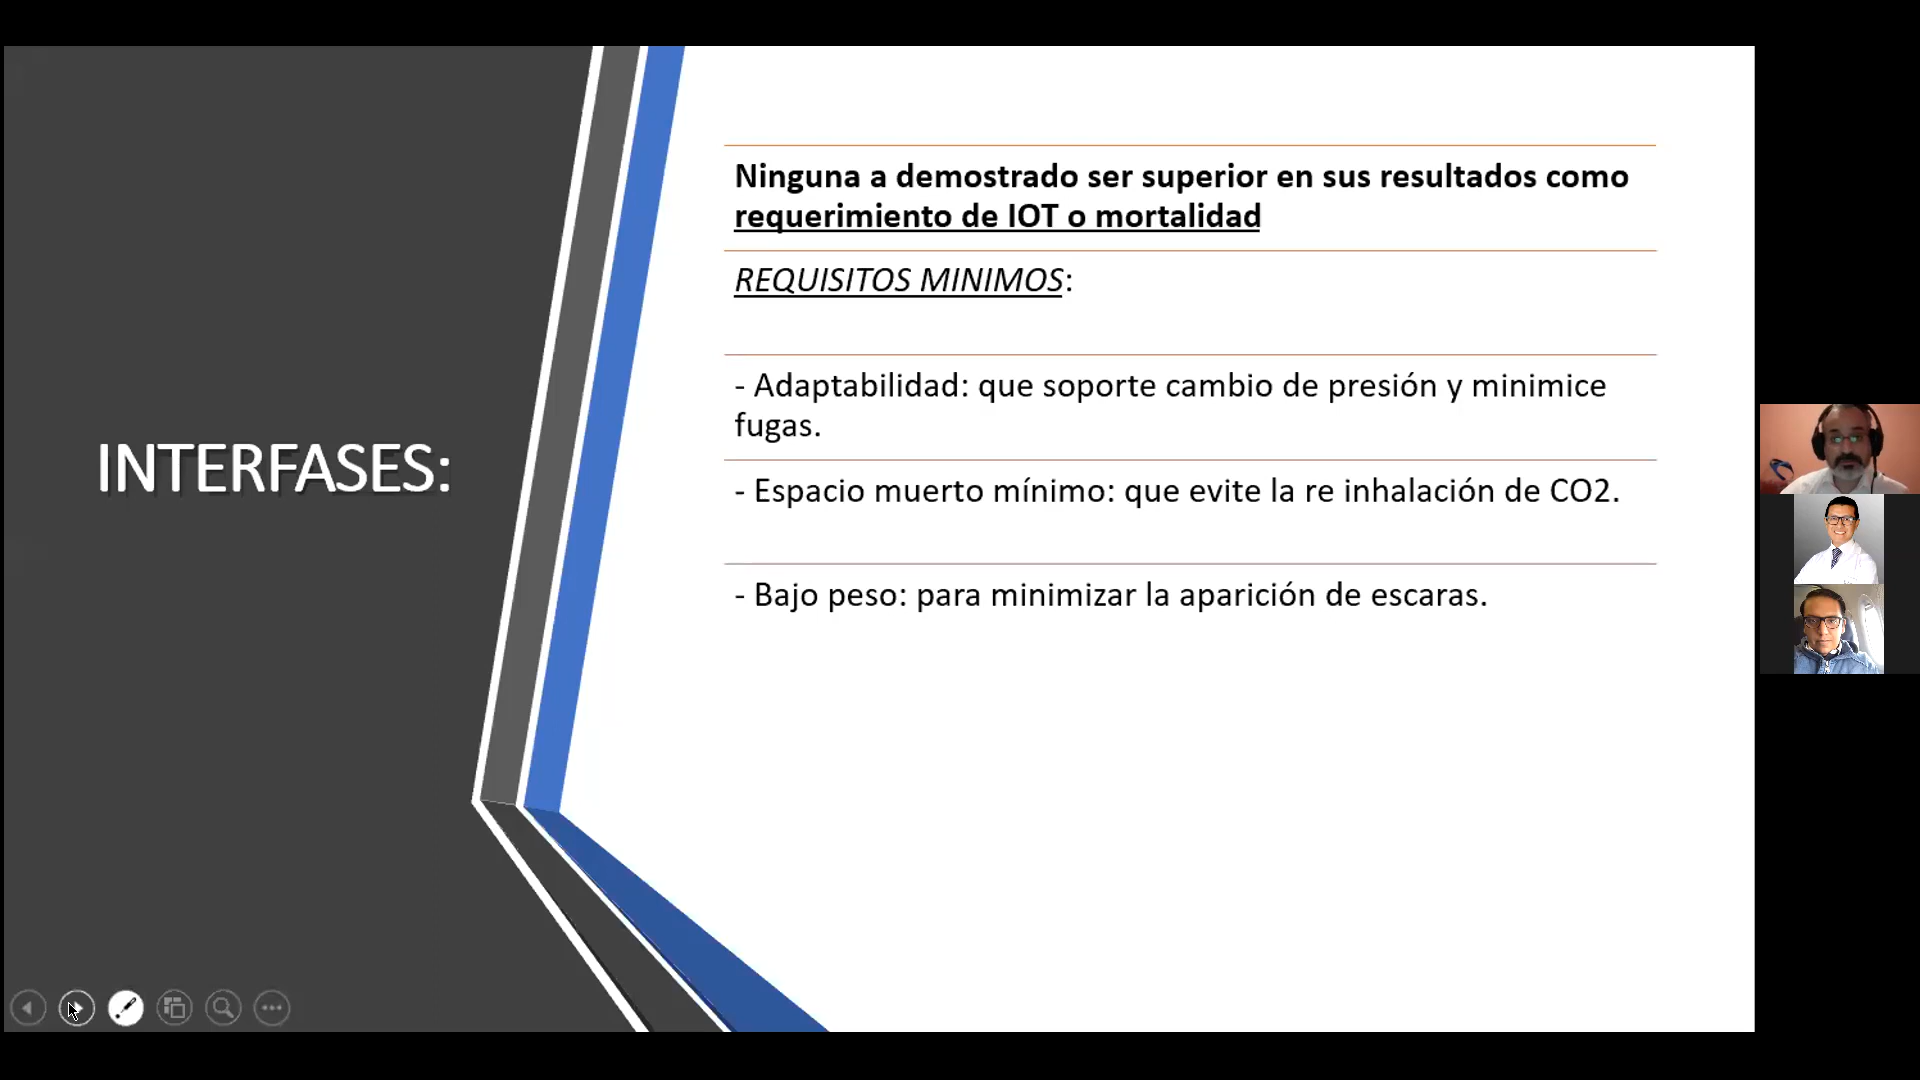 INTERFASES:
Ninguna a demostrado ser superior en sus resultados como
requerimiento de IOT o mortalidad
REQUISITOS MINIMOS:
- Adaptabilidad: que soporte cambio de presión y minimice
fugas.
- Espacio muerto mínimo: que evite la re inhalación de CO2.
- Bajo peso: para minimizar la aparición de escaras.